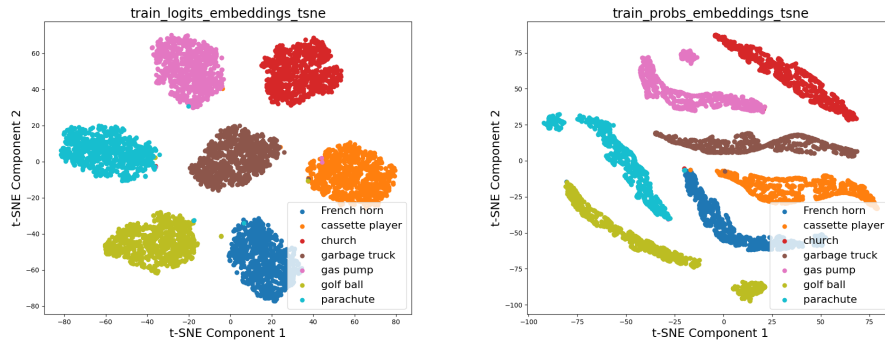 train_logits_embeddings_tsne
t-SNE Component 2
60
40
20
0
−20
−40
−60
−80
−80
−60
−40
−20
0
20
40
60
80
t-SNE Component 1
French horn
cassette player
church
garbage truck
gas pump
golf ball
parachute
train_probs_embeddings_tsne
t-SNE Component 2
75
50
25
0
−25
−50
−75
−100
−100
−75
−50
−25
0
25
50
75
t-SNE Component 1
French horn
cassette player
church
garbage truck
gas pump
golf ball
parachute